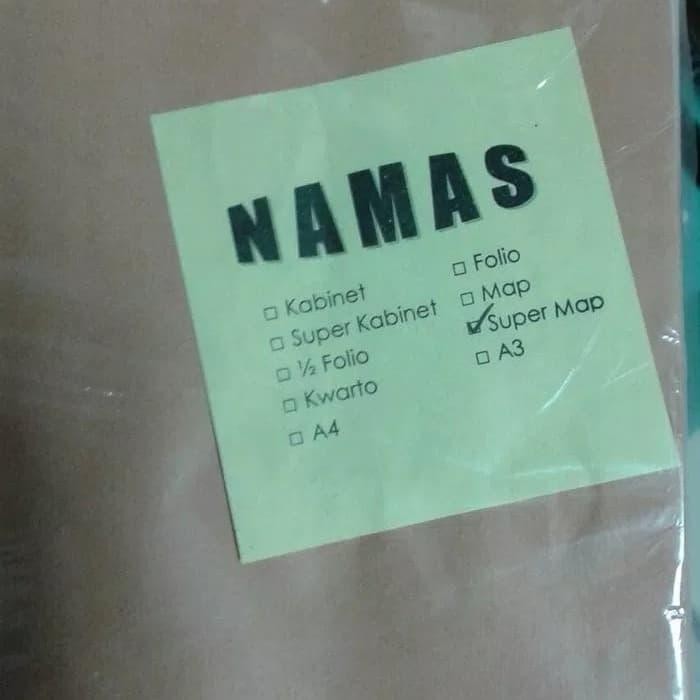 NAMAS
□ Kabinet
□ Super Kabinet
□ ½ Folio
□ Kwarto
□ A4
□ Folio
□ Map
☑ Super Map
□ A3